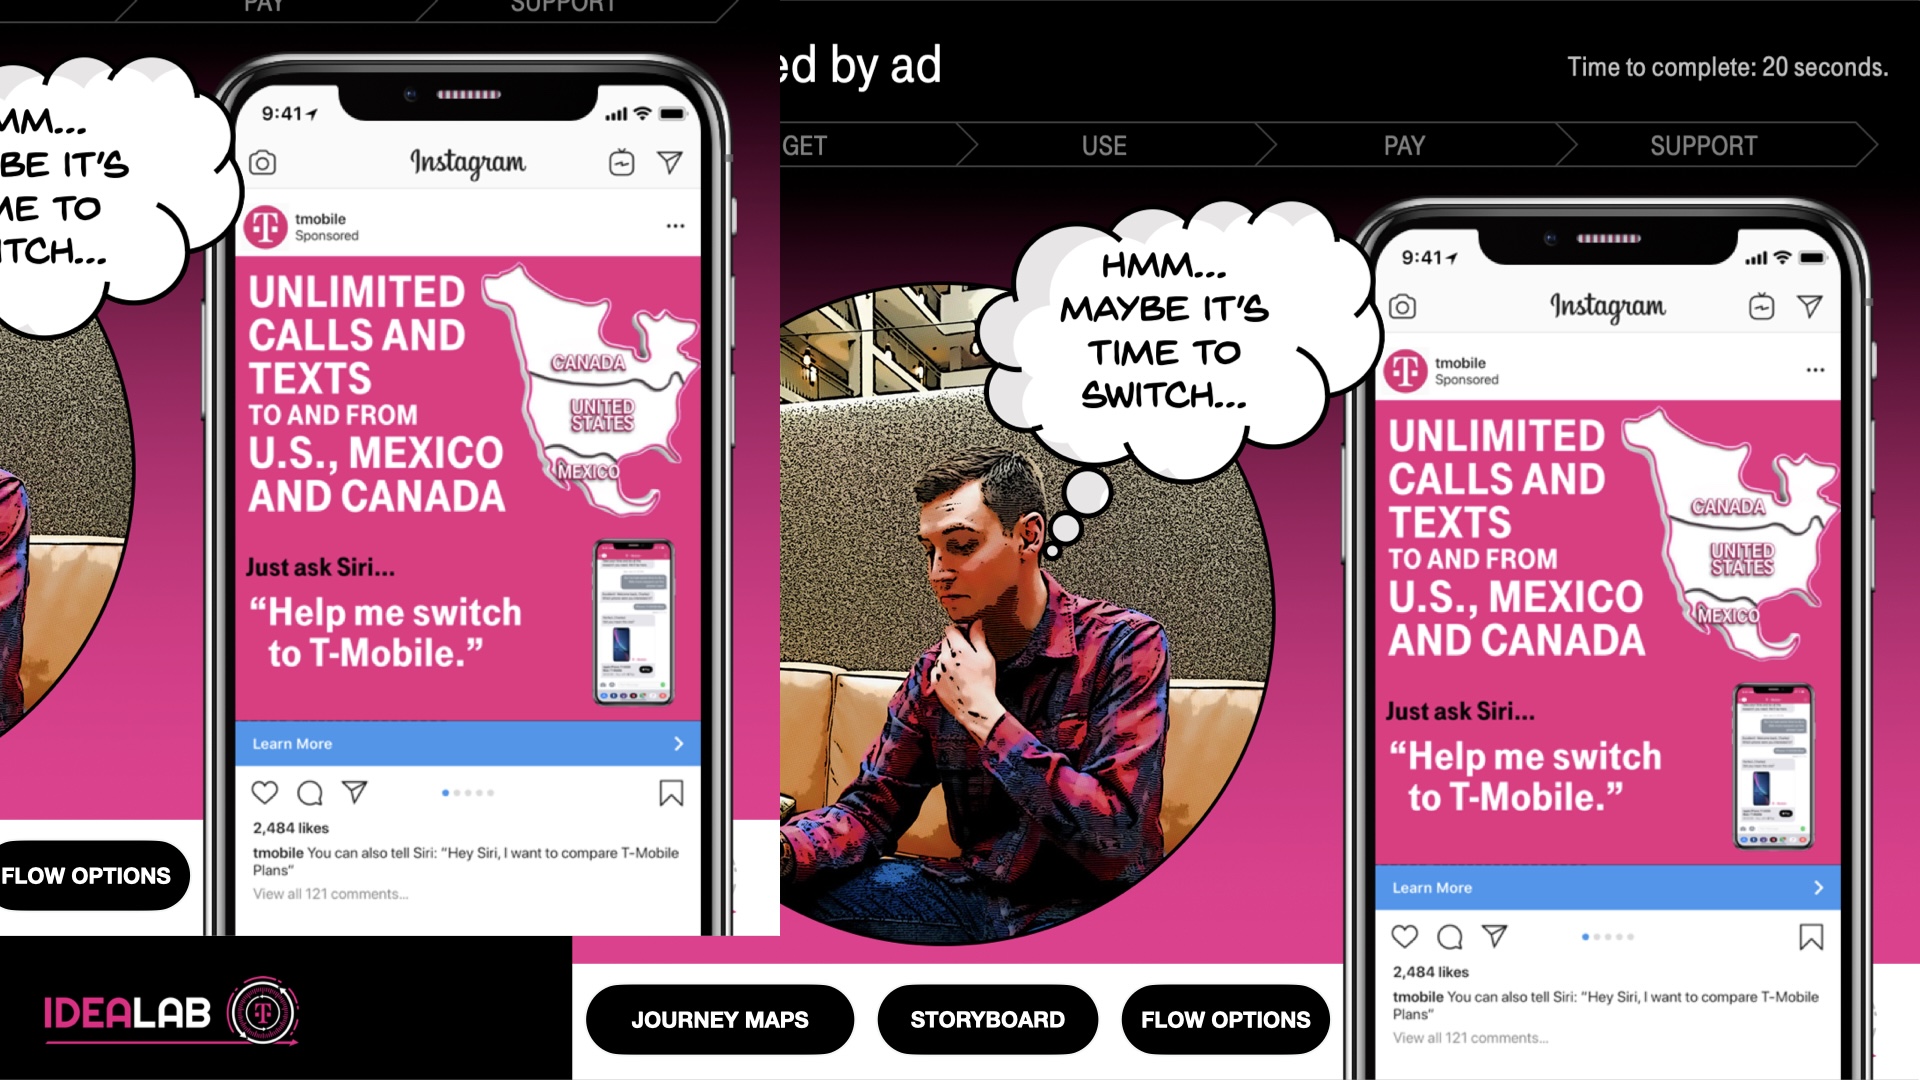 PAY
SUPPORT
MM...
BE IT'S
ME TO
ITCH...
9:41
Instagram
tmobile
Sponsored
UNLIMITED
CALLS AND
TEXTS
TO AND FROM
U.S., MEXICO
AND CANADA
CANADA
UNITED
STATES
MEXICO
Just ask Siri...
“Help me switch
to T-Mobile.”
Learn More
2,484 likes
tmobile You can also tell Siri: “Hey Siri, I want to compare T-Mobile
Plans”
View all 121 comments...
FLOW OPTIONS
IDEALAB
T
ed by ad
Time to complete: 20 seconds.
GET
USE
PAY
SUPPORT
HMM...
MAYBE IT'S
TIME TO
SWITCH...
9:41
Instagram
tmobile
Sponsored
UNLIMITED
CALLS AND
TEXTS
TO AND FROM
U.S., MEXICO
AND CANADA
CANADA
UNITED
STATES
MEXICO
Just ask Siri...
“Help me switch
to T-Mobile.”
Learn More
2,484 likes
tmobile You can also tell Siri: “Hey Siri, I want to compare T-Mobile
Plans”
View all 121 comments...
JOURNEY MAPS
STORYBOARD
FLOW OPTIONS